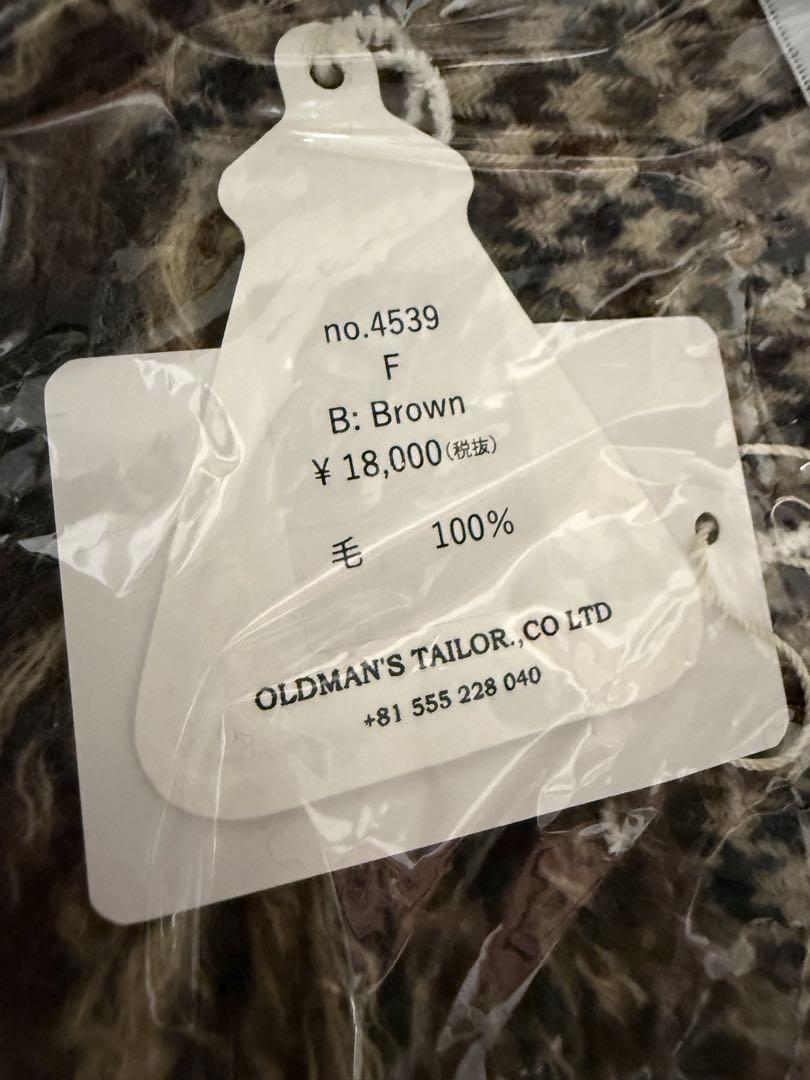 no.4539
F
B: Brown
¥ 18,000(税抜)
毛 100%
OLDMAN'S TAILOR.,CO LTD
+81 555 228 040